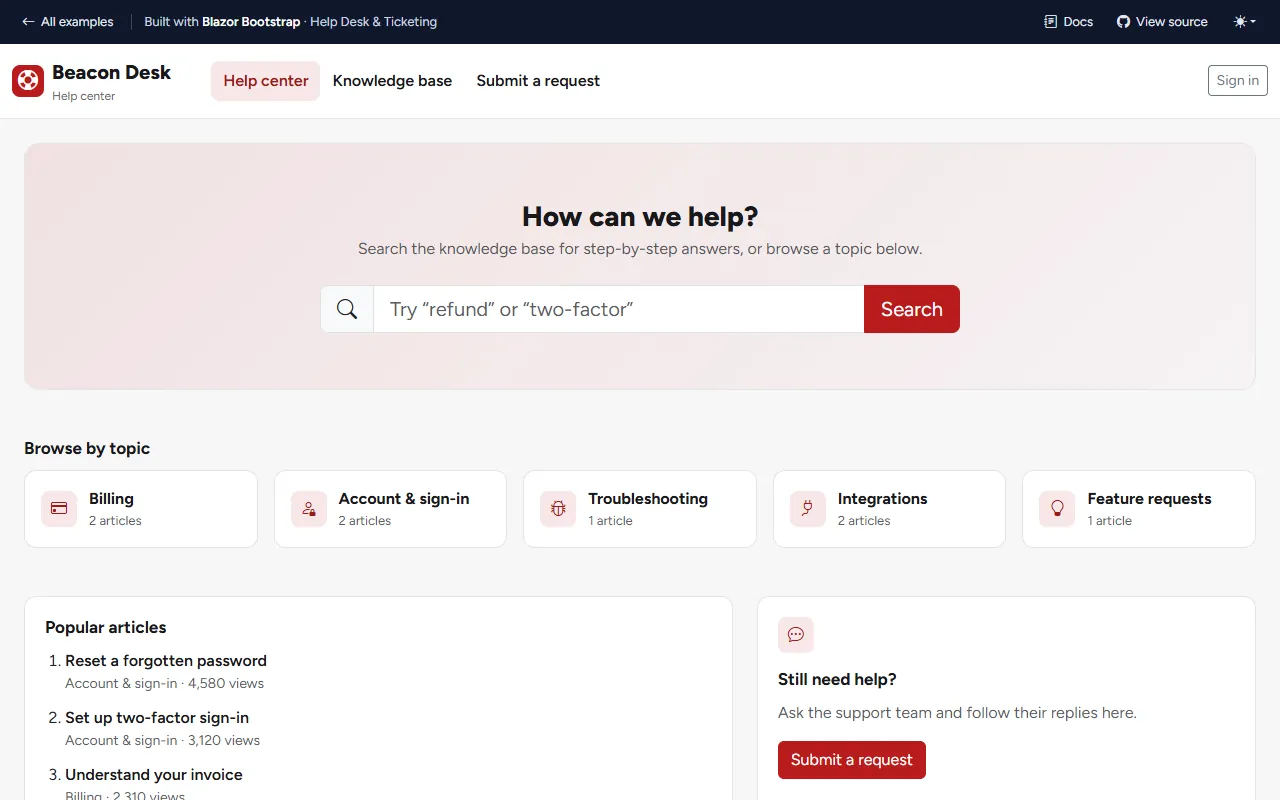 All examples
Built with Blazor Bootstrap · Help Desk & Ticketing
Docs
View source
Beacon Desk
Help center
Help center
Knowledge base
Submit a request
Sign in
How can we help?
Search the knowledge base for step-by-step answers, or browse a topic below.
Try “refund” or “two-factor”
Search
Browse by topic
Billing
2 articles
Account & sign-in
2 articles
Troubleshooting
1 article
Integrations
2 articles
Feature requests
1 article
Popular articles
1. Reset a forgotten password
Account & sign-in · 4,580 views
2. Set up two-factor sign-in
Account & sign-in · 3,120 views
3. Understand your invoice
Billing · 2,310 views
Still need help?
Ask the support team and follow their replies here.
Submit a request